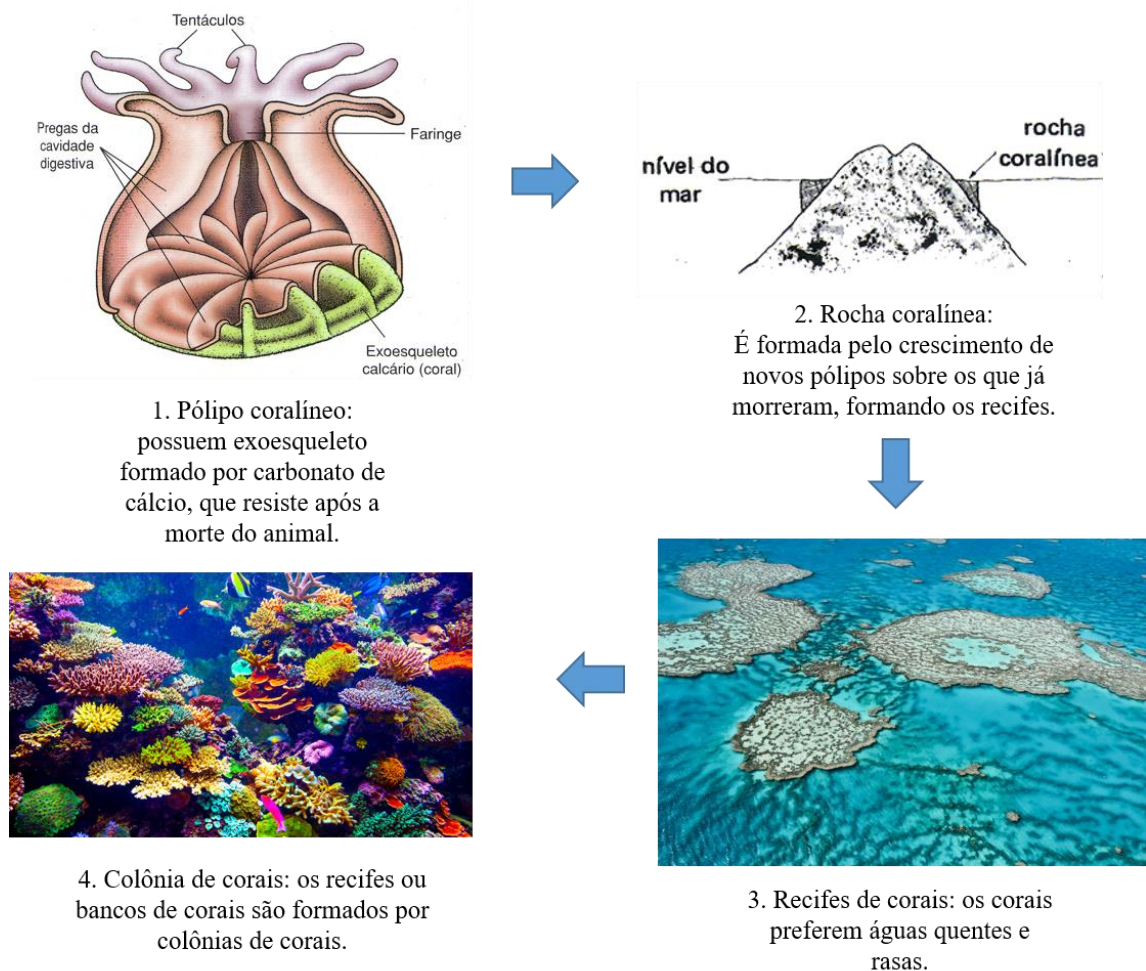 Tentáculos
Pregas da
cavidade
digestiva
Faringe
Exoesqueleto
calcário (coral)
1. Pólipo coralíneo:
possuem exoesqueleto
formado por carbonato de
cálcio, que resiste após a
morte do animal.
nível do
mar
rocha
coralínea
2. Rocha coralínea:
É formada pelo crescimento de
novos pólipos sobre os que já
morreram, formando os recifes.
3. Recifes de corais: os corais
preferem águas quentes e
rasas.
4. Colônia de corais: os recifes ou
bancos de corais são formados por
colônias de corais.